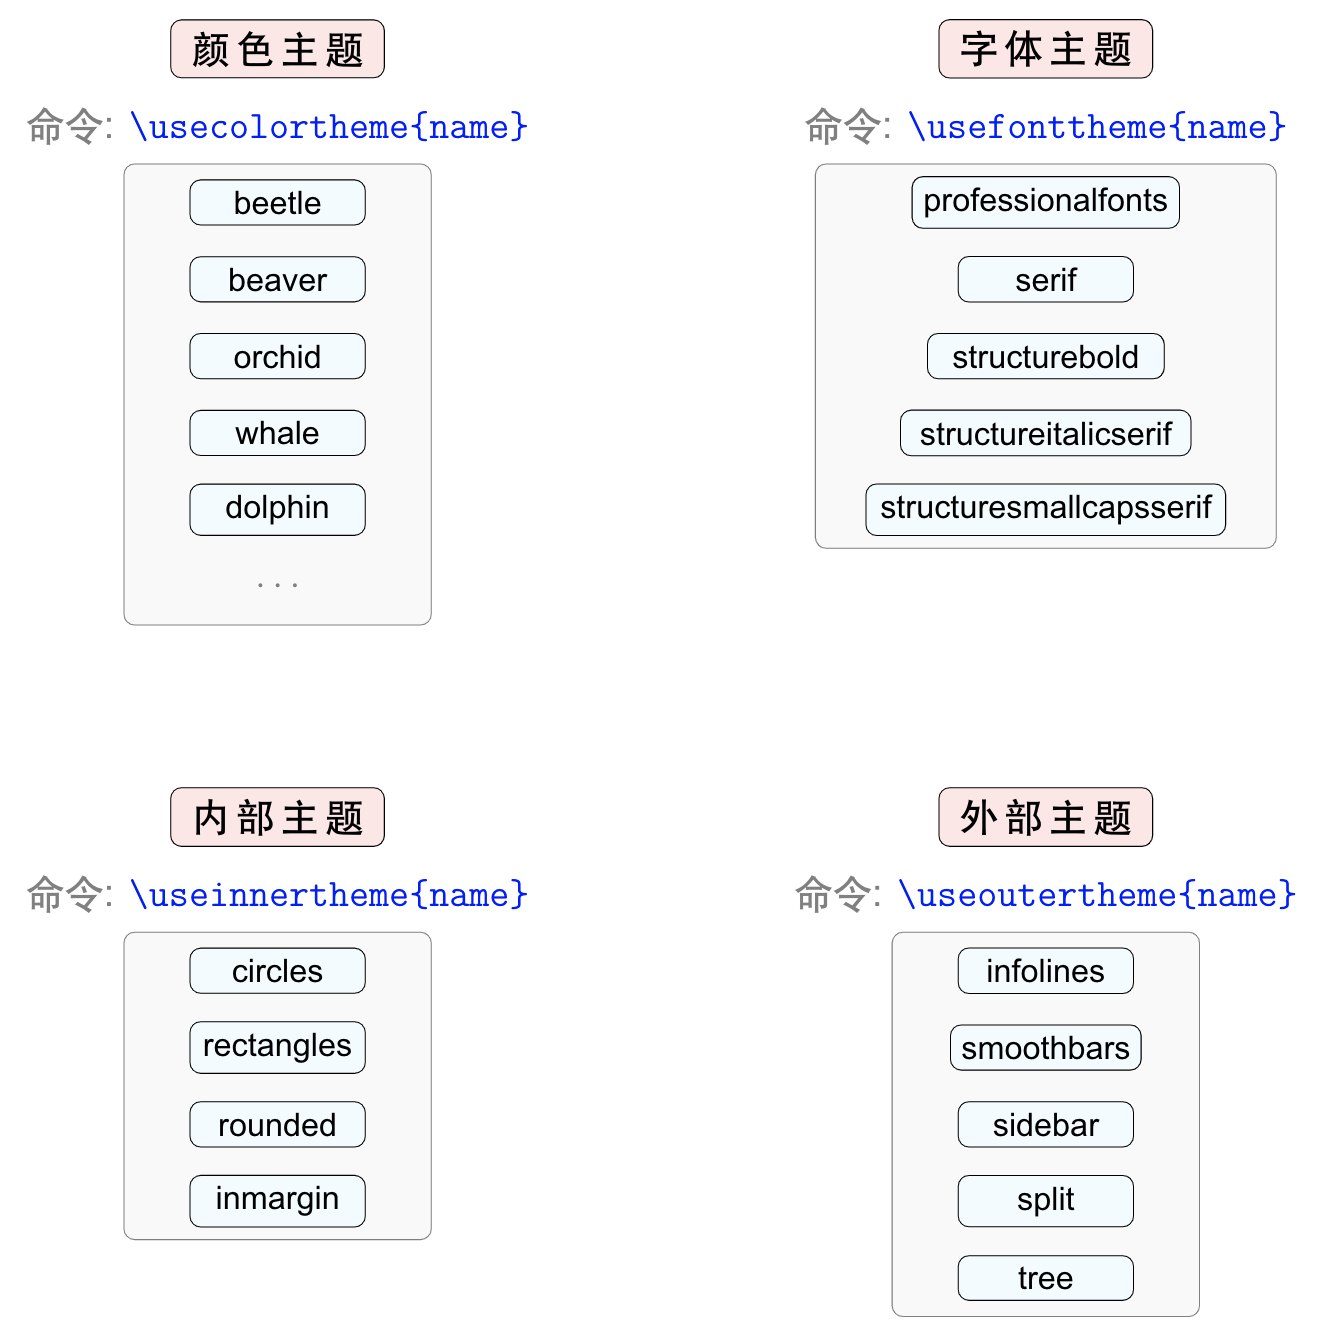 颜色主题
命令: \usecolortheme{name}
beetle
beaver
orchid
whale
dolphin
...
字体主题
命令: \usefonttheme{name}
professionalfonts
serif
structurebold
structureitalicserif
structuresmallcapsserif
内部主题
命令: \useinnertheme{name}
circles
rectangles
rounded
inmargin
外部主题
命令: \useoutertheme{name}
infolines
smoothbars
sidebar
split
tree